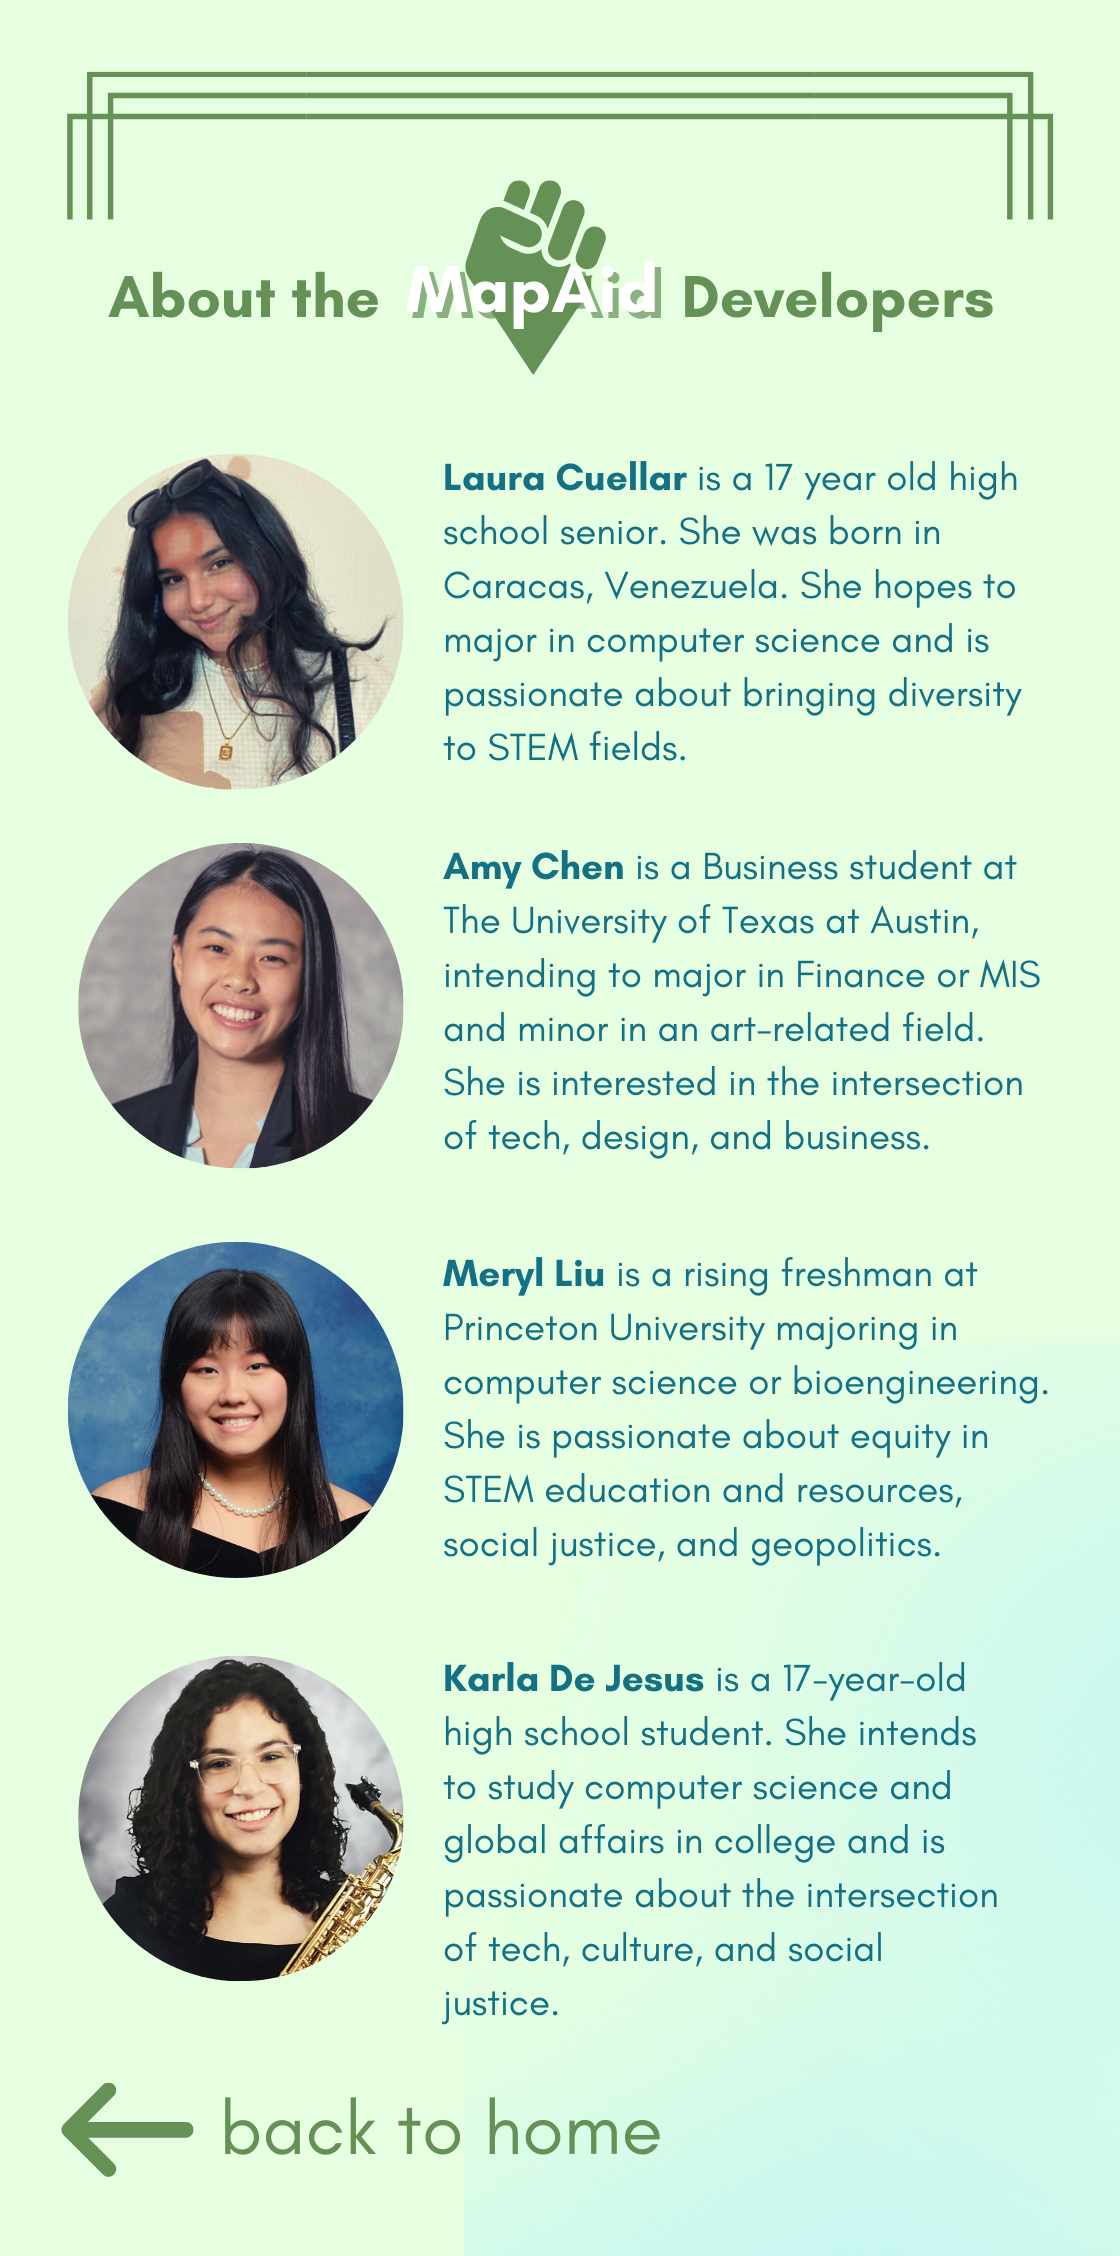 About the MapAid Developers
Laura Cuellar is a 17 year old high
school senior. She was born in
Caracas, Venezuela. She hopes to
major in computer science and is
passionate about bringing diversity
to STEM fields.
Amy Chen is a Business student at
The University of Texas at Austin,
intending to major in Finance or MIS
and minor in an art-related field.
She is interested in the intersection
of tech, design, and business.
Meryl Liu is a rising freshman at
Princeton University majoring in
computer science or bioengineering.
She is passionate about equity in
STEM education and resources,
social justice, and geopolitics.
Karla De Jesus is a 17-year-old
high school student. She intends
to study computer science and
global affairs in college and is
passionate about the intersection
of tech, culture, and social
justice.
back to home